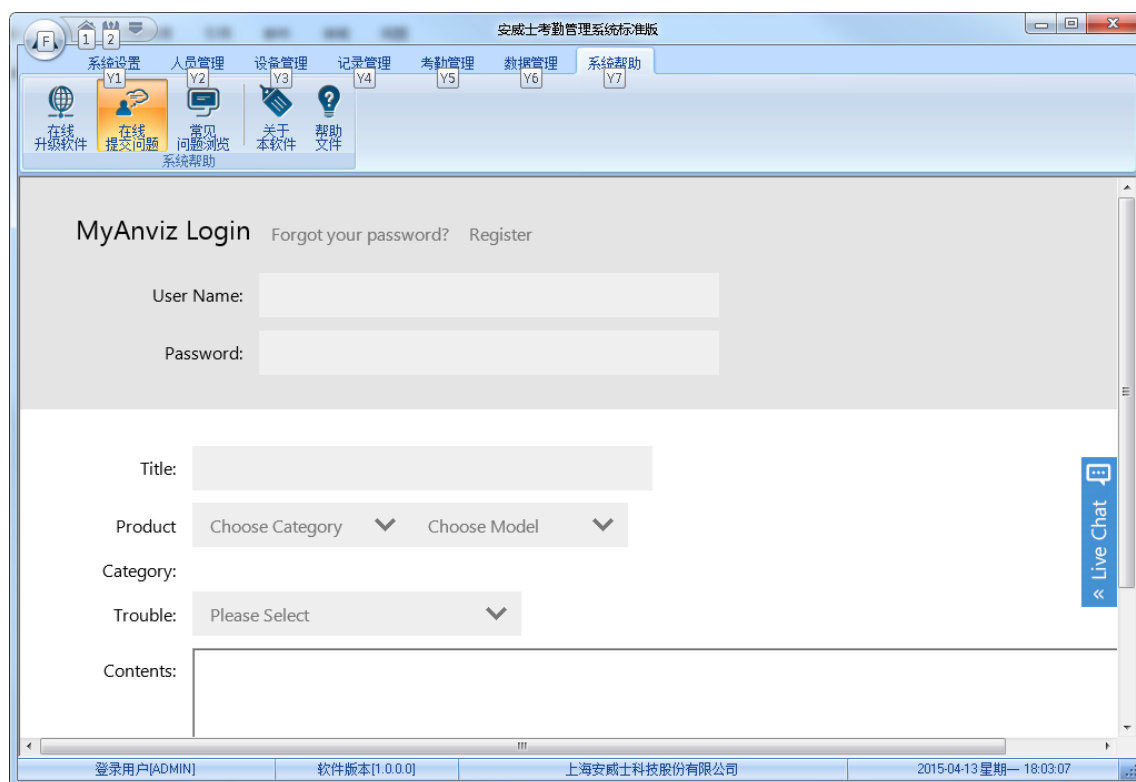 安威士考勤管理系统标准版
F
1
2
系统设置 人员管理 设备管理 记录管理 考勤管理 数据管理 系统帮助
Y1 Y2 Y3 Y4 Y5 Y6 Y7
在线 在线 常见 关于 帮助
升级软件 提交问题 问题浏览 本软件 文件
系统帮助
MyAnviz Login Forgot your password? Register
User Name:
Password:
Title:
Product Choose Category Choose Model
Category:
Trouble: Please Select
Contents:
« Live Chat
登录用户[ADMIN] 软件版本[1.0.0.0] 上海安威士科技股份有限公司 2015-04-13 星期一 18:03:07